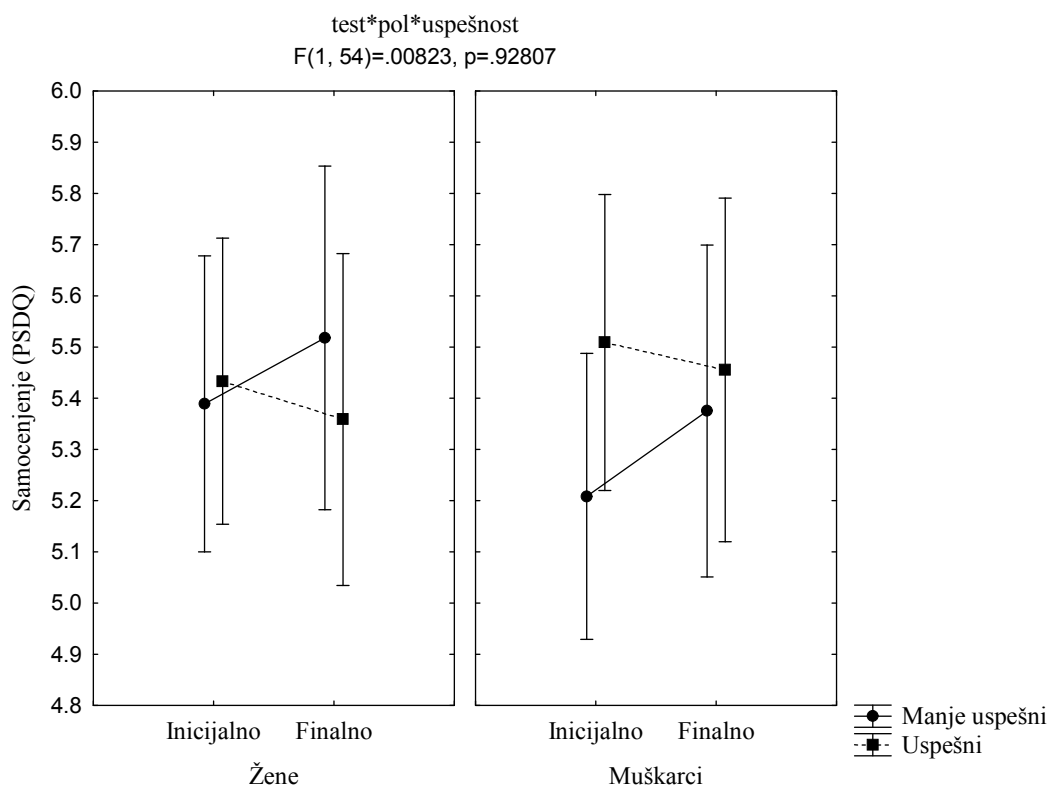 test*pol*uspešnost
F(1, 54)=.00823, p=.92807
Samocenjenje (PSDQ)
6.0
5.9
5.8
5.7
5.6
5.5
5.4
5.3
5.2
5.1
5.0
4.9
4.8
Inicijalno Finalno
Žene
Inicijalno Finalno
Muškarci
Manje uspešni
Uspešni